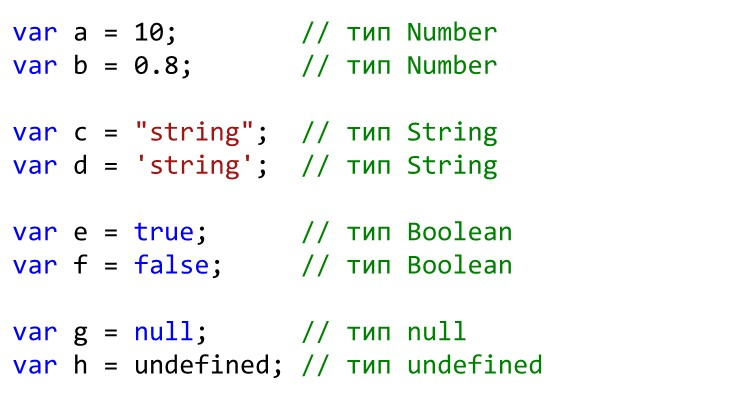 var a = 10;        // тип Number
var b = 0.8;       // тип Number
var c = "string";  // тип String
var d = 'string';  // тип String
var e = true;      // тип Boolean
var f = false;     // тип Boolean
var g = null;      // тип null
var h = undefined; // тип undefined